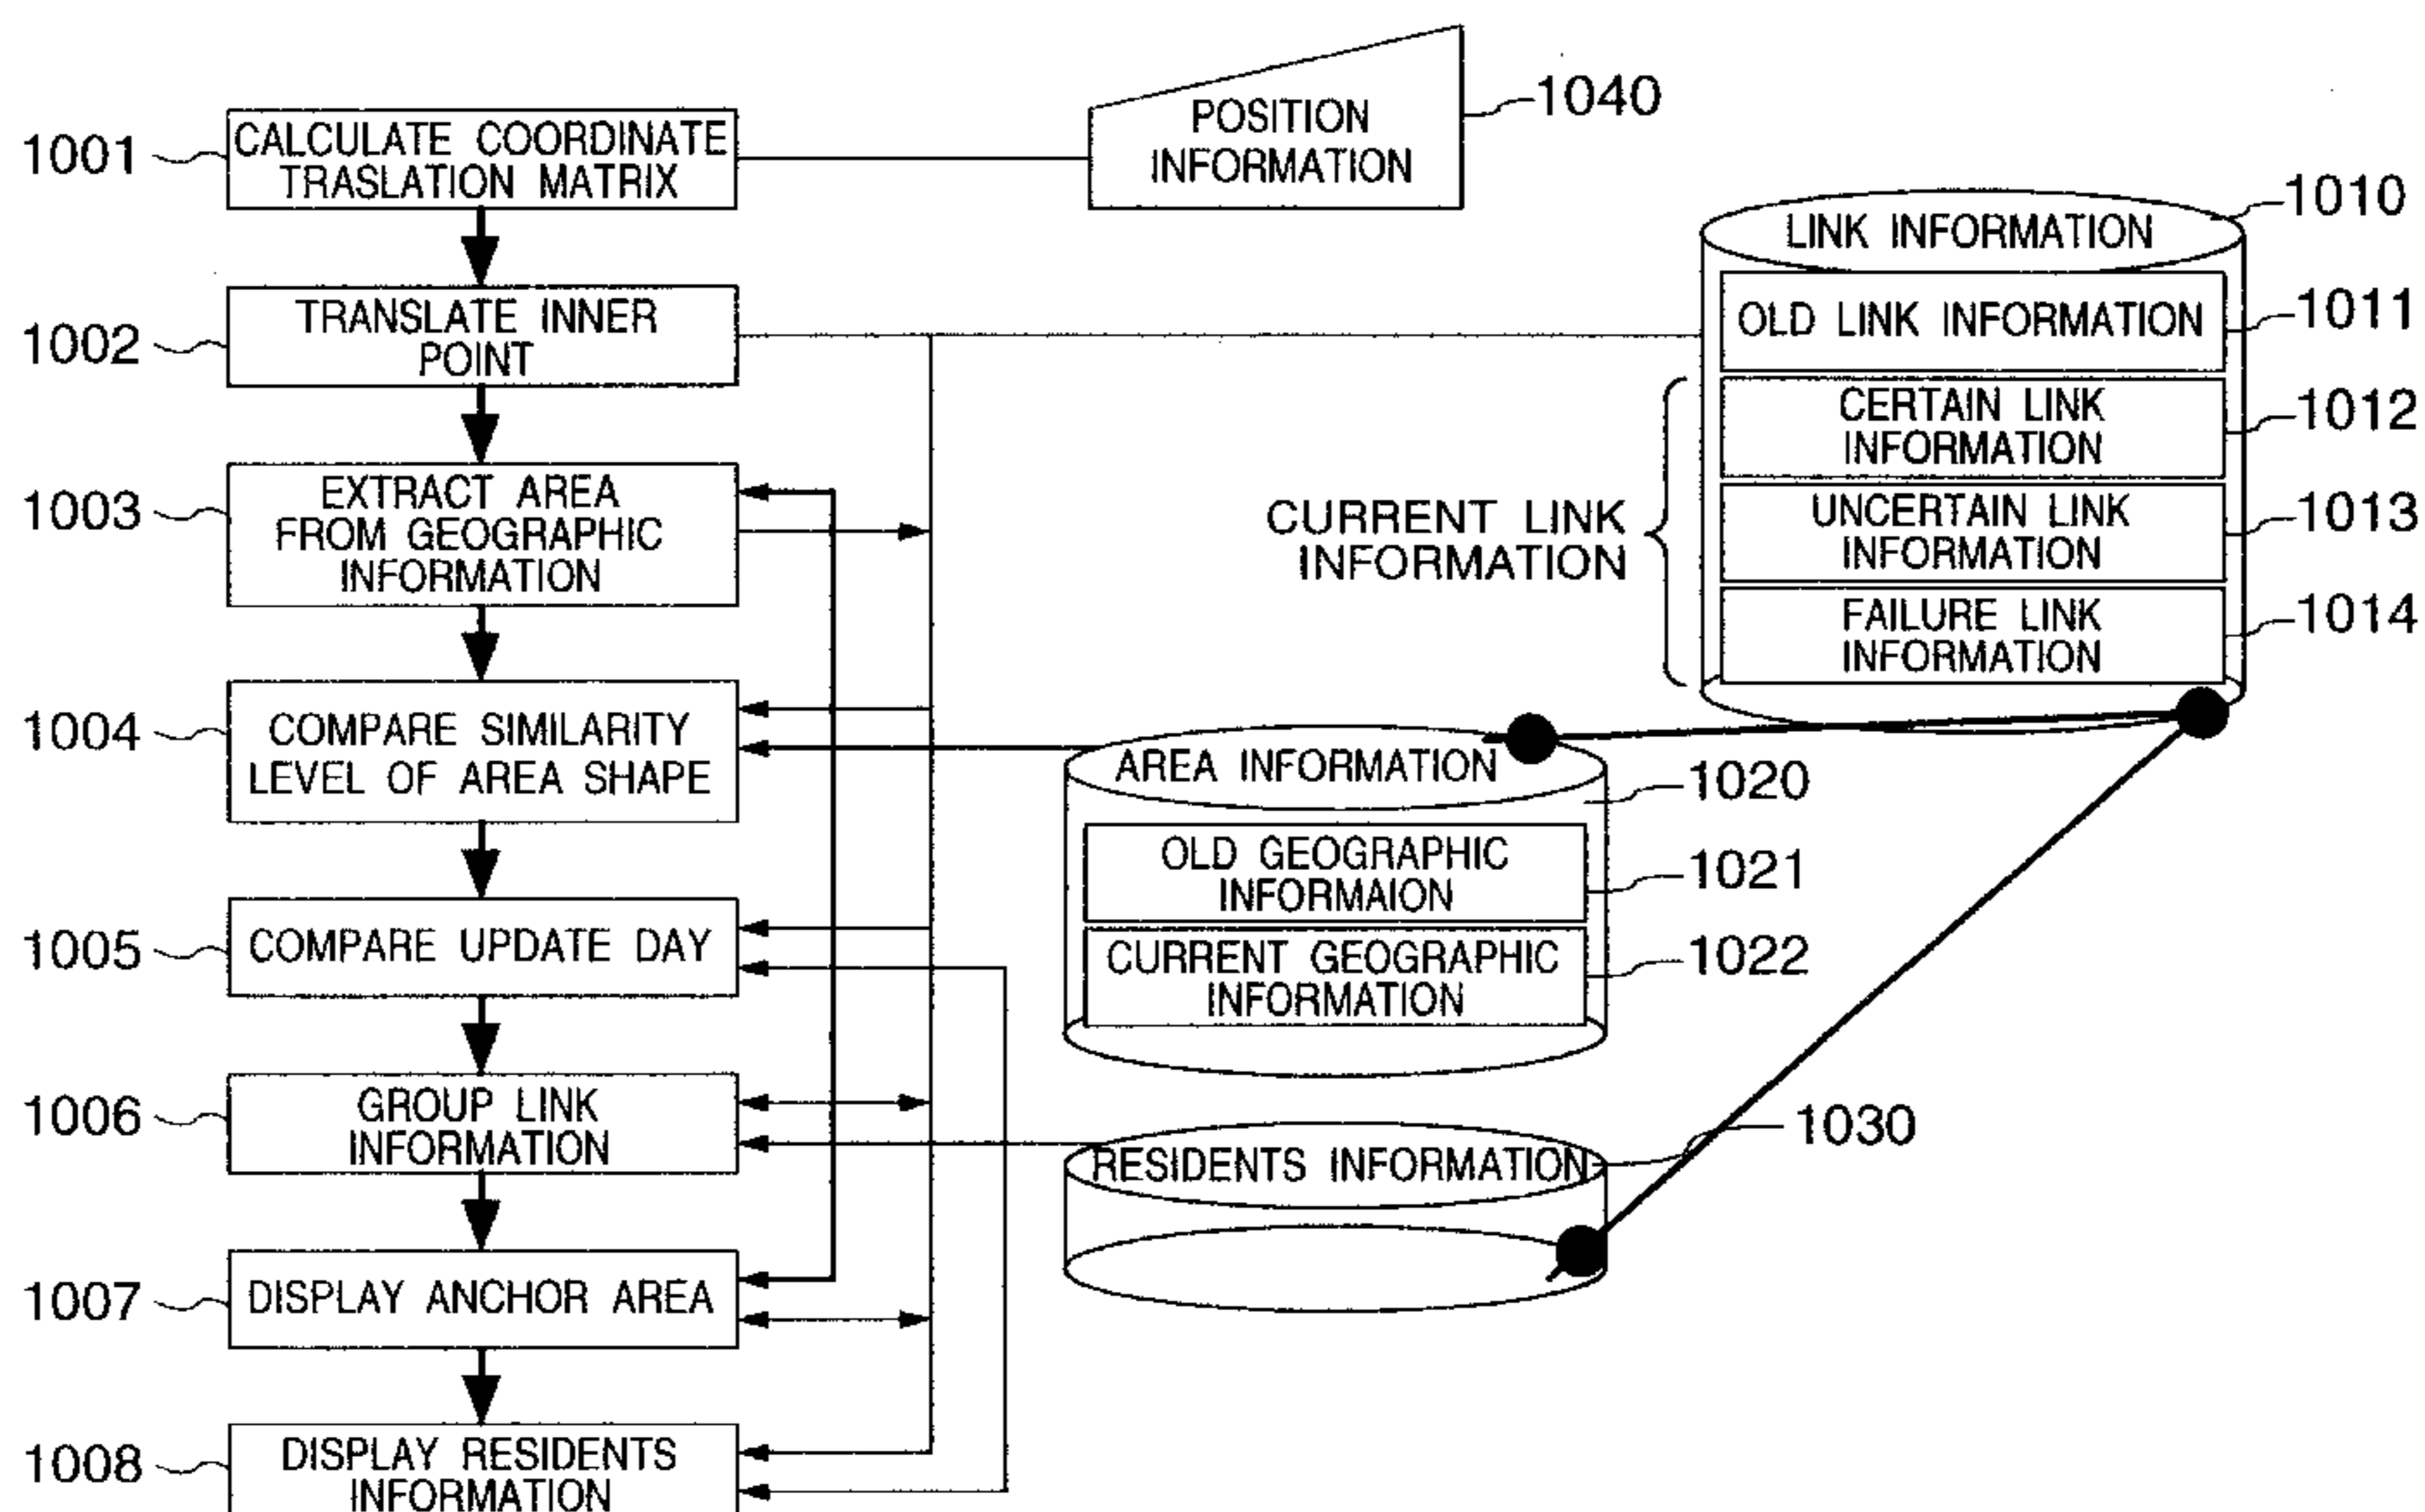 1001
CALCULATE COORDINATE
TRASLATION MATRIX
POSITION
INFORMATION
1040
1002
TRANSLATE INNER
POINT
1003
EXTRACT AREA
FROM GEOGRAPHIC
INFORMATION
1004
COMPARE SIMILARITY
LEVEL OF AREA SHAPE
1005
COMPARE UPDATE DAY
1006
GROUP LINK
INFORMATION
1007
DISPLAY ANCHOR AREA
1008
DISPLAY RESIDENTS
INFORMATION
LINK INFORMATION
1010
OLD LINK INFORMATION
1011
CERTAIN LINK
INFORMATION
1012
UNCERTAIN LINK
INFORMATION
1013
FAILURE LINK
INFORMATION
1014
CURRENT LINK
INFORMATION
AREA INFORMATION
1020
OLD GEOGRAPHIC
INFORMAION
1021
CURRENT GEOGRAPHIC
INFORMATION
1022
RESIDENTS INFORMATION
1030